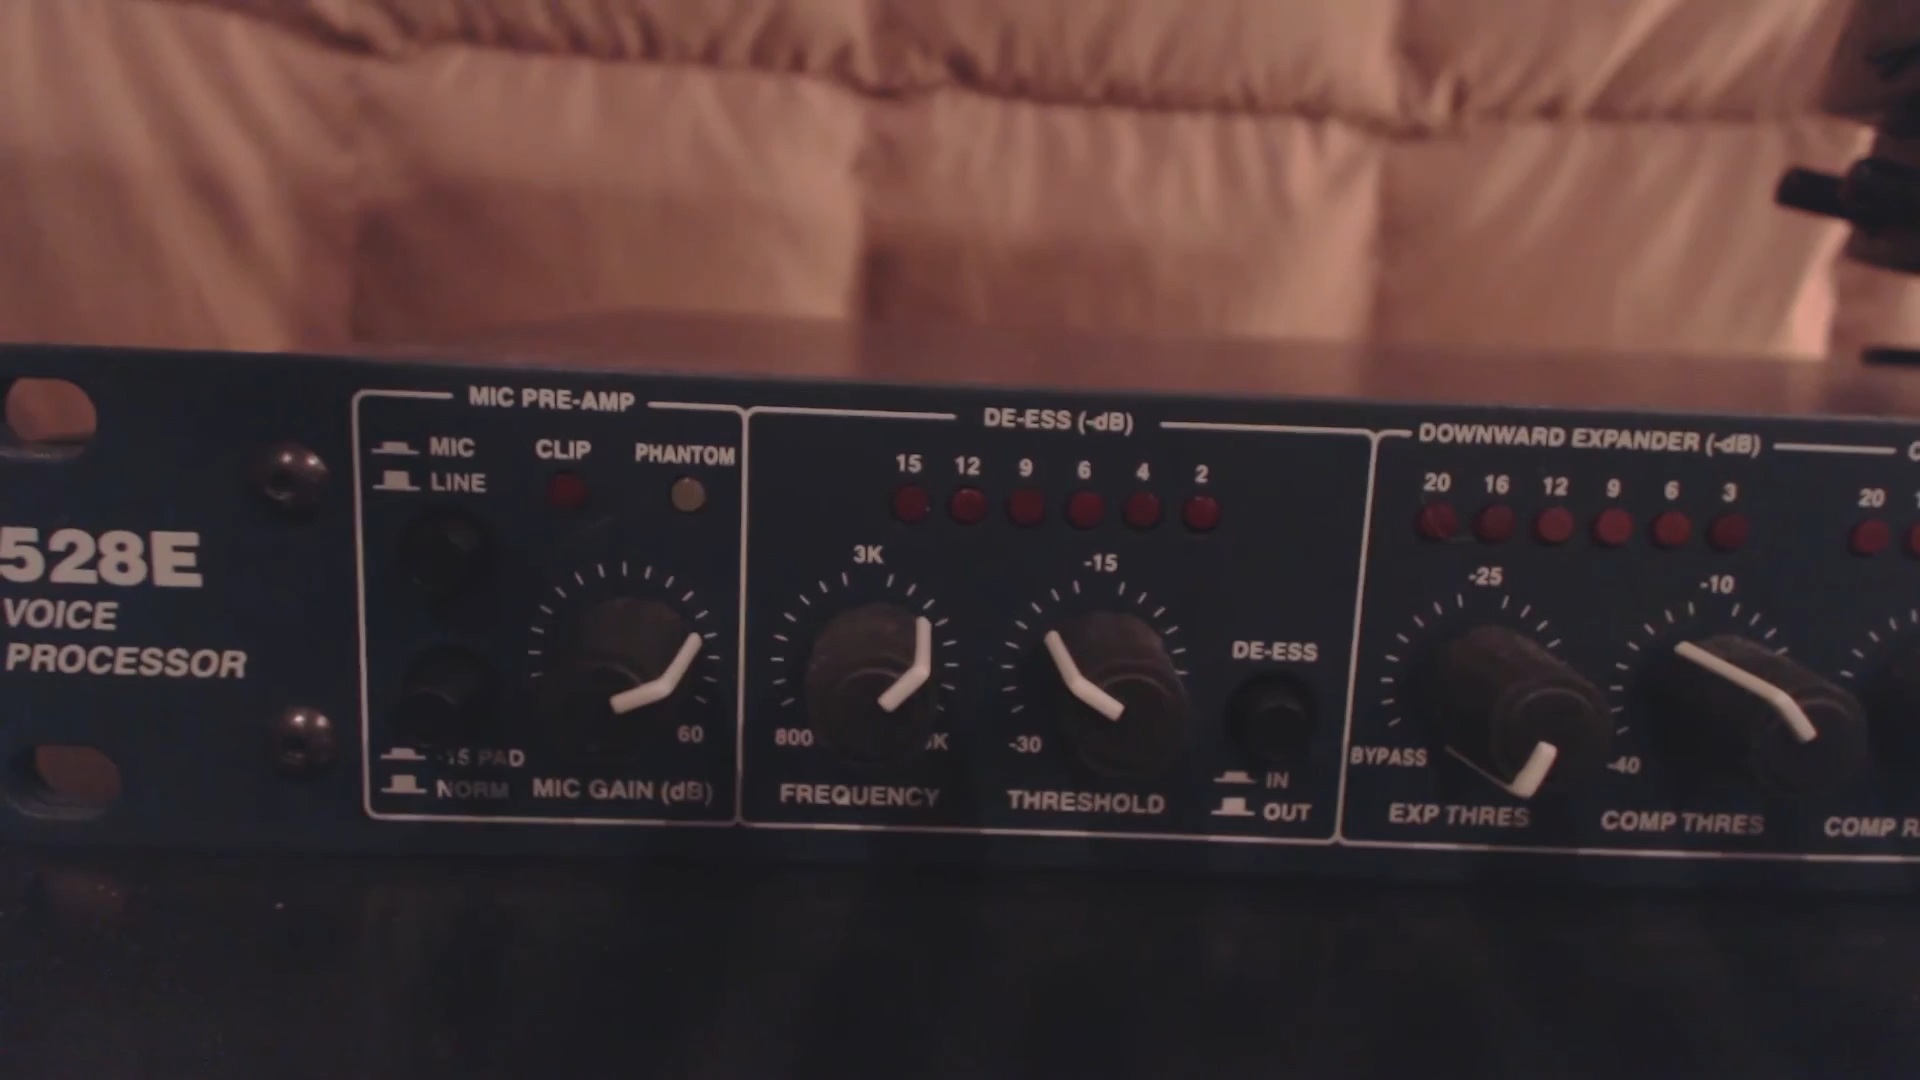 528E
VOICE
PROCESSOR
MIC PRE-AMP
MIC
LINE
CLIP
PHANTOM
-15 PAD
NORM
60
MIC GAIN (dB)
DE-ESS (-dB)
15 12 9 6 4 2
3K
800
K
FREQUENCY
-15
-30
THRESHOLD
DE-ESS
IN
OUT
DOWNWARD EXPANDER (-dB)
20 16 12 9 6 3
-25
BYPASS
EXP THRES
-10
-40
COMP THRES
20
COMP R